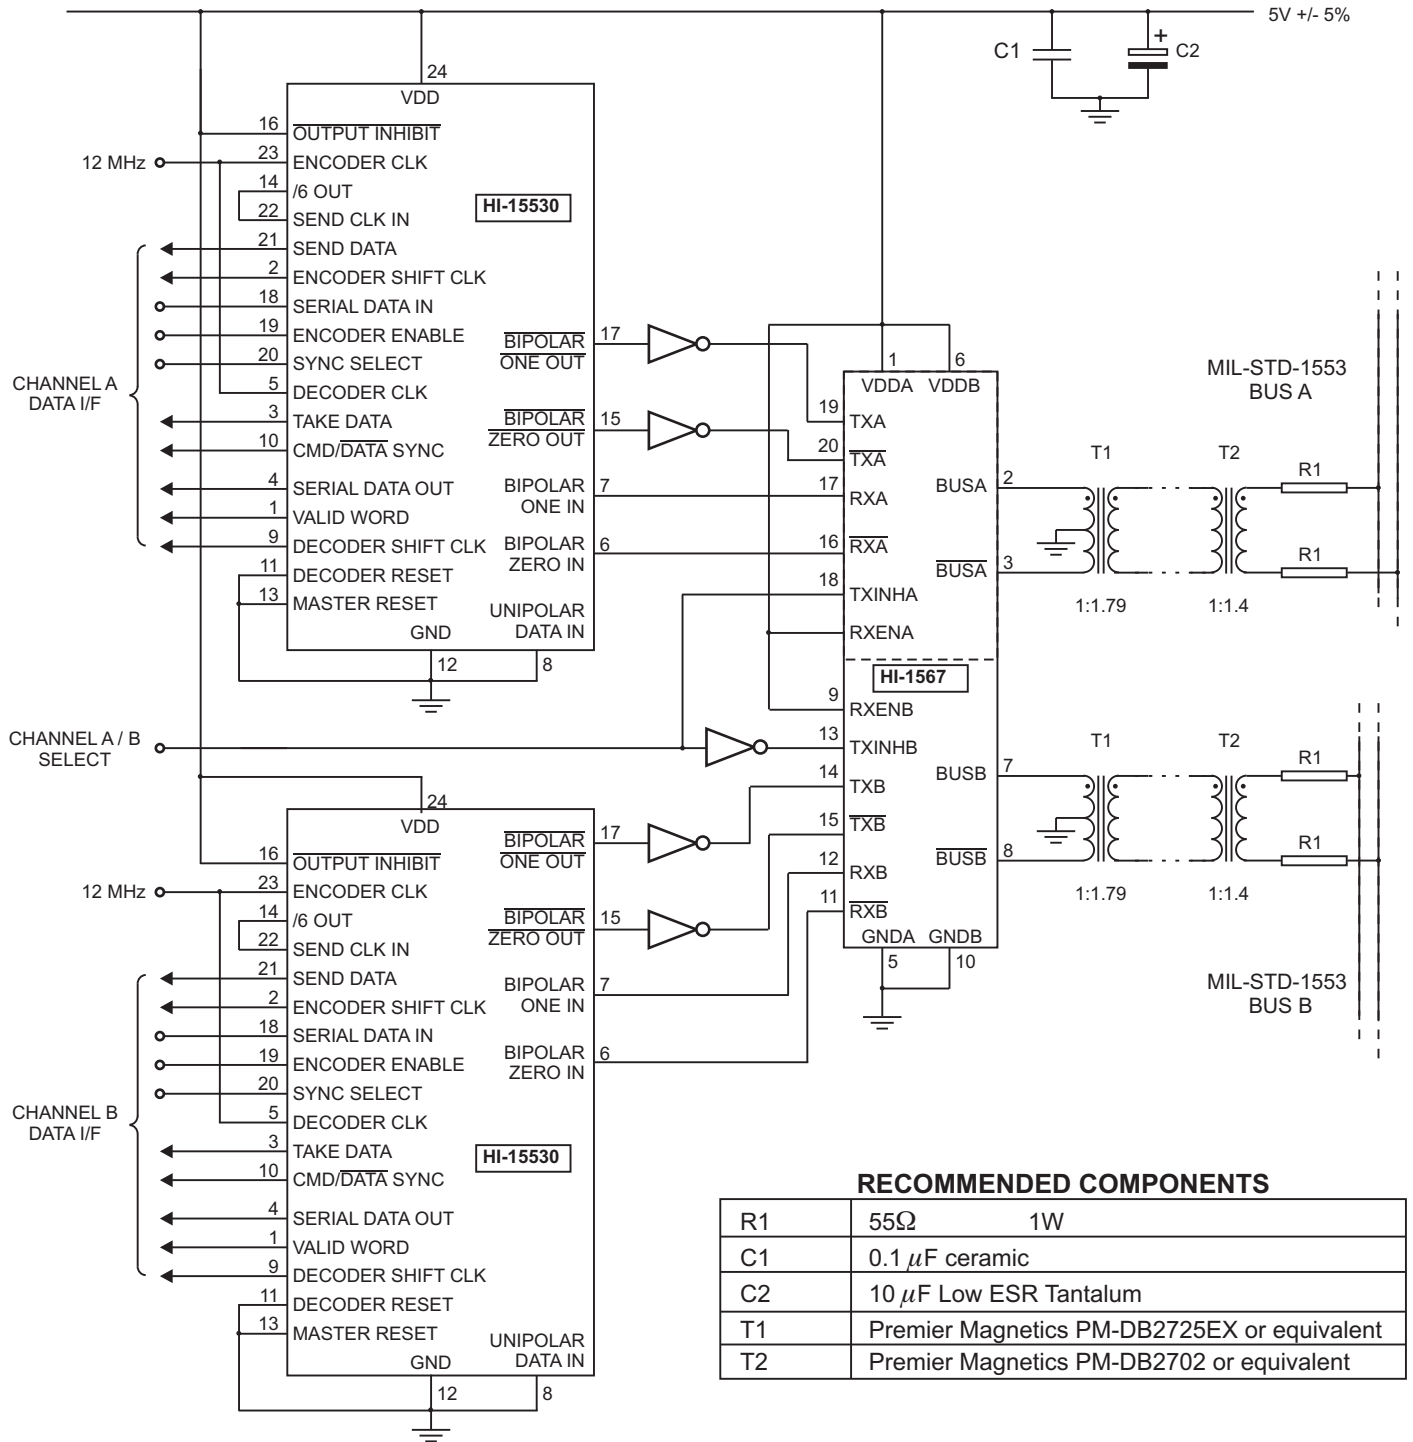 5V +/- 5%
C1
+
C2
24
VDD
16 OUTPUT INHIBIT
12 MHz
23 ENCODER CLK
14 /6 OUT
22 SEND CLK IN
HI-15530
21 SEND DATA
2 ENCODER SHIFT CLK
18 SERIAL DATA IN
19 ENCODER ENABLE
20 SYNC SELECT
5 DECODER CLK
3 TAKE DATA
10 CMD/DATA SYNC
4 SERIAL DATA OUT
1 VALID WORD
9 DECODER SHIFT CLK
11 DECODER RESET
13 MASTER RESET
CHANNEL A
DATA I/F
BIPOLAR
ONE OUT
17
BIPOLAR
ZERO OUT
15
BIPOLAR
ONE IN
7
BIPOLAR
ZERO IN
6
UNIPOLAR
DATA IN
GND
12
8
1
6
VDDA VDDB
19 TXA
20 TXA
17 RXA
16 RXA
18 TXINHA
RXENA
BUSA 2
BUSA 3
HI-1567
9 RXENB
13 TXINHB
14 TXB
15 TXB
12 RXB
11 RXB
BUSB 7
BUSB 8
GNDA GNDB
5
10
MIL-STD-1553
BUS A
T1
T2
R1
R1
1:1.79
1:1.4
T1
T2
R1
R1
1:1.79
1:1.4
MIL-STD-1553
BUS B
CHANNEL A / B
SELECT
24
VDD
16 OUTPUT INHIBIT
12 MHz
23 ENCODER CLK
14 /6 OUT
22 SEND CLK IN
21 SEND DATA
2 ENCODER SHIFT CLK
18 SERIAL DATA IN
19 ENCODER ENABLE
20 SYNC SELECT
5 DECODER CLK
3 TAKE DATA
10 CMD/DATA SYNC
4 SERIAL DATA OUT
1 VALID WORD
9 DECODER SHIFT CLK
11 DECODER RESET
13 MASTER RESET
CHANNEL B
DATA I/F
BIPOLAR
ONE OUT
17
BIPOLAR
ZERO OUT
15
BIPOLAR
ONE IN
7
BIPOLAR
ZERO IN
6
HI-15530
UNIPOLAR
DATA IN
GND
12
8
RECOMMENDED COMPONENTS
R1 55Ω 1W
C1 0.1 μF ceramic
C2 10 μF Low ESR Tantalum
T1 Premier Magnetics PM-DB2725EX or equivalent
T2 Premier Magnetics PM-DB2702 or equivalent